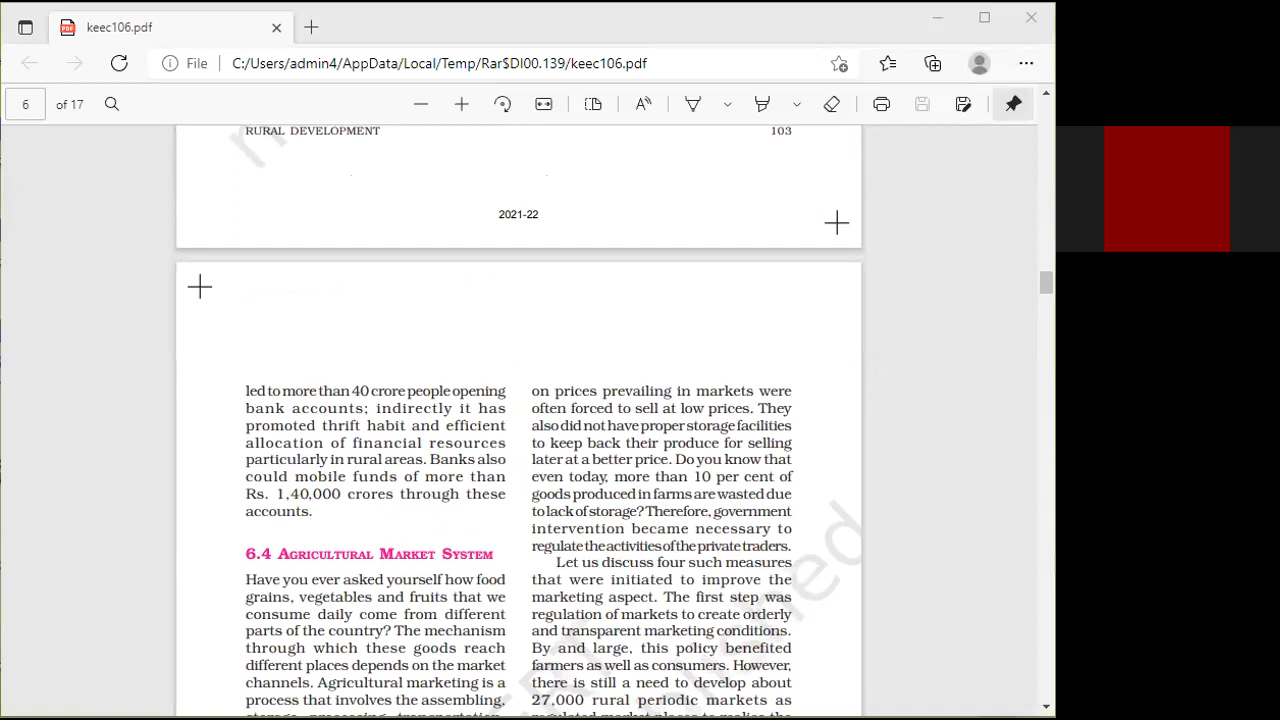 keec106.pdf
File
C:/Users/admin4/AppData/Local/Temp/Rar$DI00.139/keec106.pdf
6 of 17
RURAL DEVELOPMENT 103
2021-22
led to more than 40 crore people opening
bank accounts; indirectly it has
promoted thrift habit and efficient
allocation of financial resources
particularly in rural areas. Banks also
could mobile funds of more than
Rs. 1,40,000 crores through these
accounts.
6.4 AGRICULTURAL MARKET SYSTEM
Have you ever asked yourself how food
grains, vegetables and fruits that we
consume daily come from different
parts of the country? The mechanism
through which these goods reach
different places depends on the market
channels. Agricultural marketing is a
process that involves the assembling,
storage, processing, transportation,
on prices prevailing in markets were
often forced to sell at low prices. They
also did not have proper storage facilities
to keep back their produce for selling
later at a better price. Do you know that
even today, more than 10 per cent of
goods produced in farms are wasted due
to lack of storage? Therefore, government
intervention became necessary to
regulate the activities of the private traders.
Let us discuss four such measures
that were initiated to improve the
marketing aspect. The first step was
regulation of markets to create orderly
and transparent marketing conditions.
By and large, this policy benefited
farmers as well as consumers. However,
there is still a need to develop about
27,000 rural periodic markets as
regulated market places to realise the